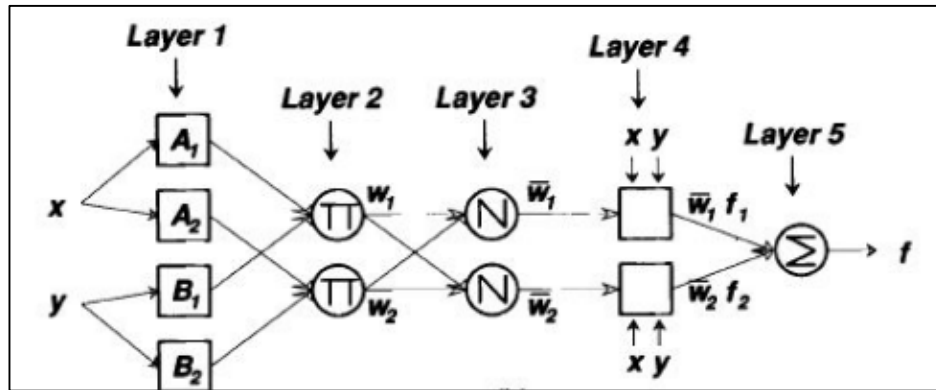 Layer 1
Layer 2
Layer 3
Layer 4
Layer 5
x y
A₁
A₂
B₁
B₂
x
y
Π
Π
w₁
w̅₂
N
N
w̅₁
w̅₂
w̅₁ f₁
w̅₂ f₂
x y
Σ
f